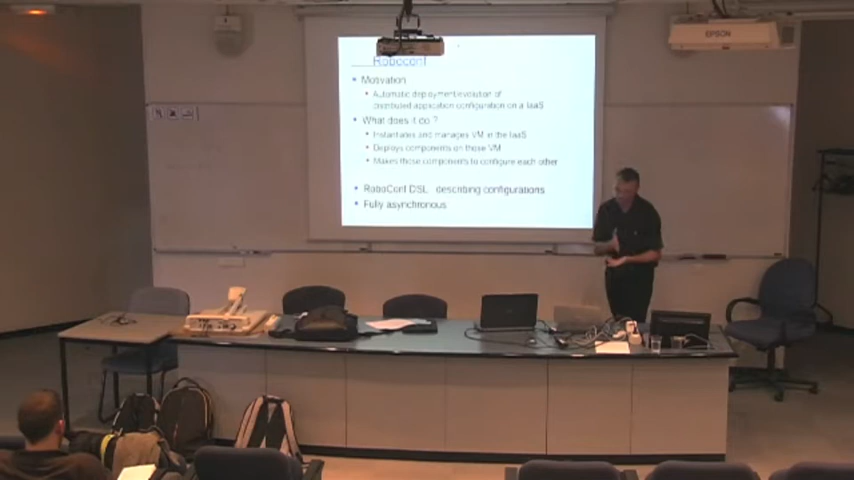 Roboconf
EPSON
• Motivation
• Automatic deployment/evolution of
distributed application configuration on a IaaS
• What does it do ?
• Instantiates and manages VM in the IaaS
• Deploys components on those VM
• Makes those components to configure each other
• RoboConf DSL describing configurations
• Fully asynchronous